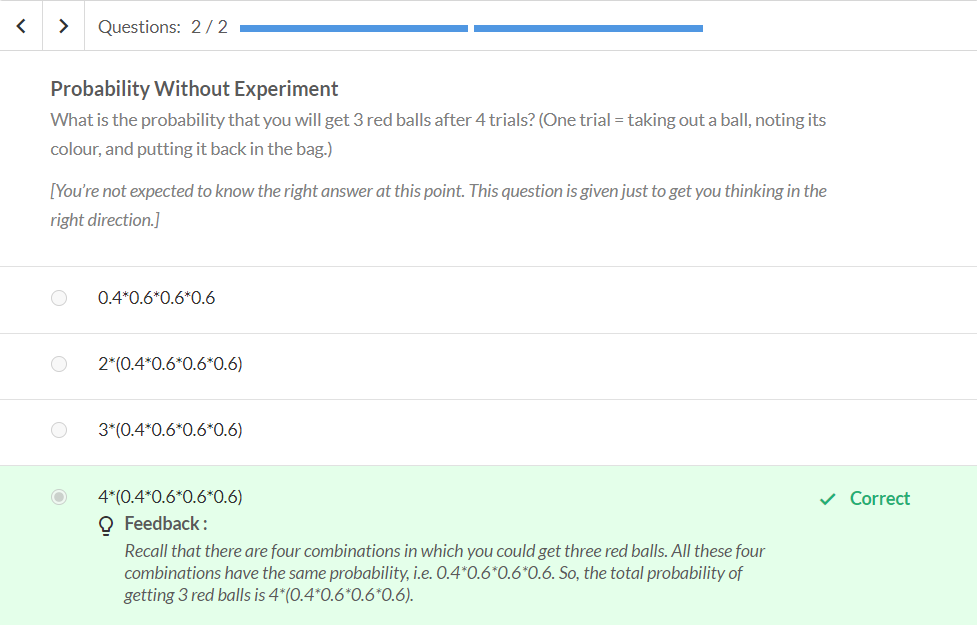 Questions: 2 / 2
Probability Without Experiment
What is the probability that you will get 3 red balls after 4 trials? (One trial = taking out a ball, noting its
colour, and putting it back in the bag.)
[You're not expected to know the right answer at this point. This question is given just to get you thinking in the
right direction.]
0.4*0.6*0.6*0.6
2*(0.4*0.6*0.6*0.6)
3*(0.4*0.6*0.6*0.6)
4*(0.4*0.6*0.6*0.6)
Correct
Feedback :
Recall that there are four combinations in which you could get three red balls. All these four
combinations have the same probability, i.e. 0.4*0.6*0.6*0.6. So, the total probability of
getting 3 red balls is 4*(0.4*0.6*0.6*0.6).